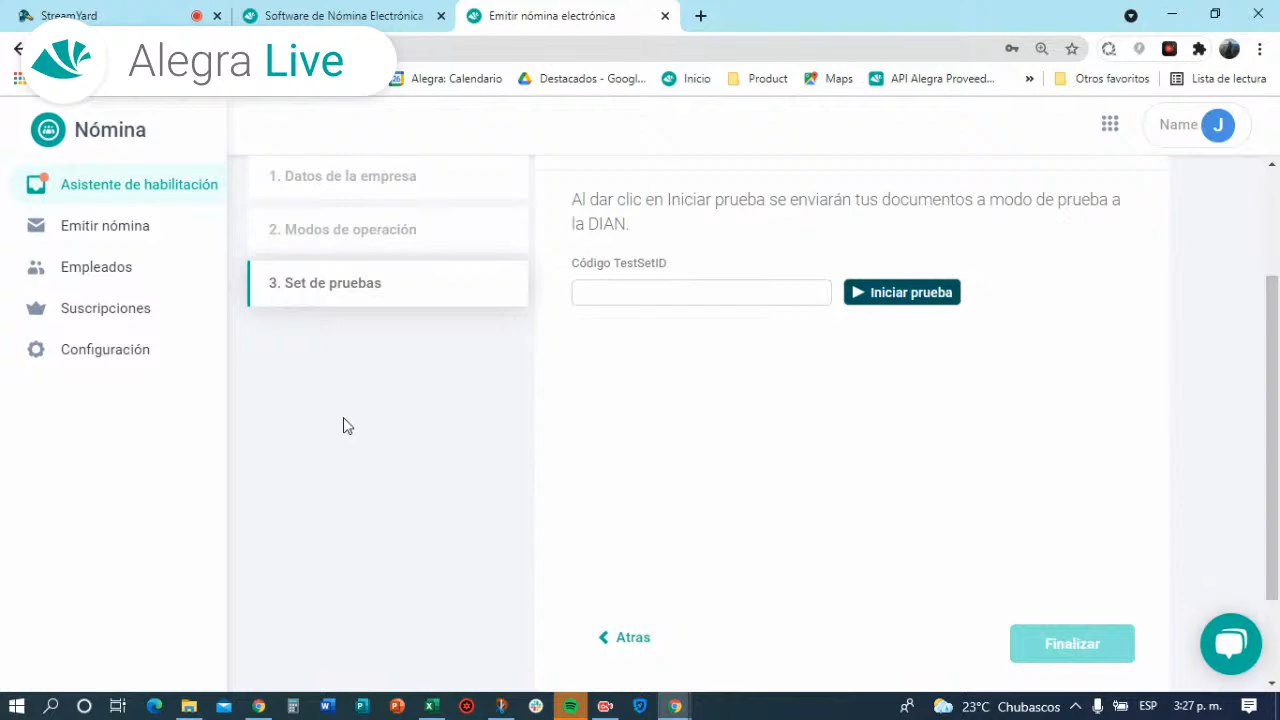 StreamYard
Software de Nómina Electrónica
Emitir nómina electrónica
Alegra Live
Alegra: Calendario
Destacados - Googl...
Inicio
Product
Maps
API Alegra Proveed...
»
Otros favoritos
Lista de lectura
Nómina
Name
J
Asistente de habilitación
Emitir nómina
Empleados
Suscripciones
Configuración
1. Datos de la empresa
2. Modos de operación
3. Set de pruebas
Al dar clic en Iniciar prueba se enviarán tus documentos a modo de prueba a
la DIAN.
Código TestSetID
Iniciar prueba
Atras
Finalizar
23°C Chubascos
ESP
3:27 p. m.